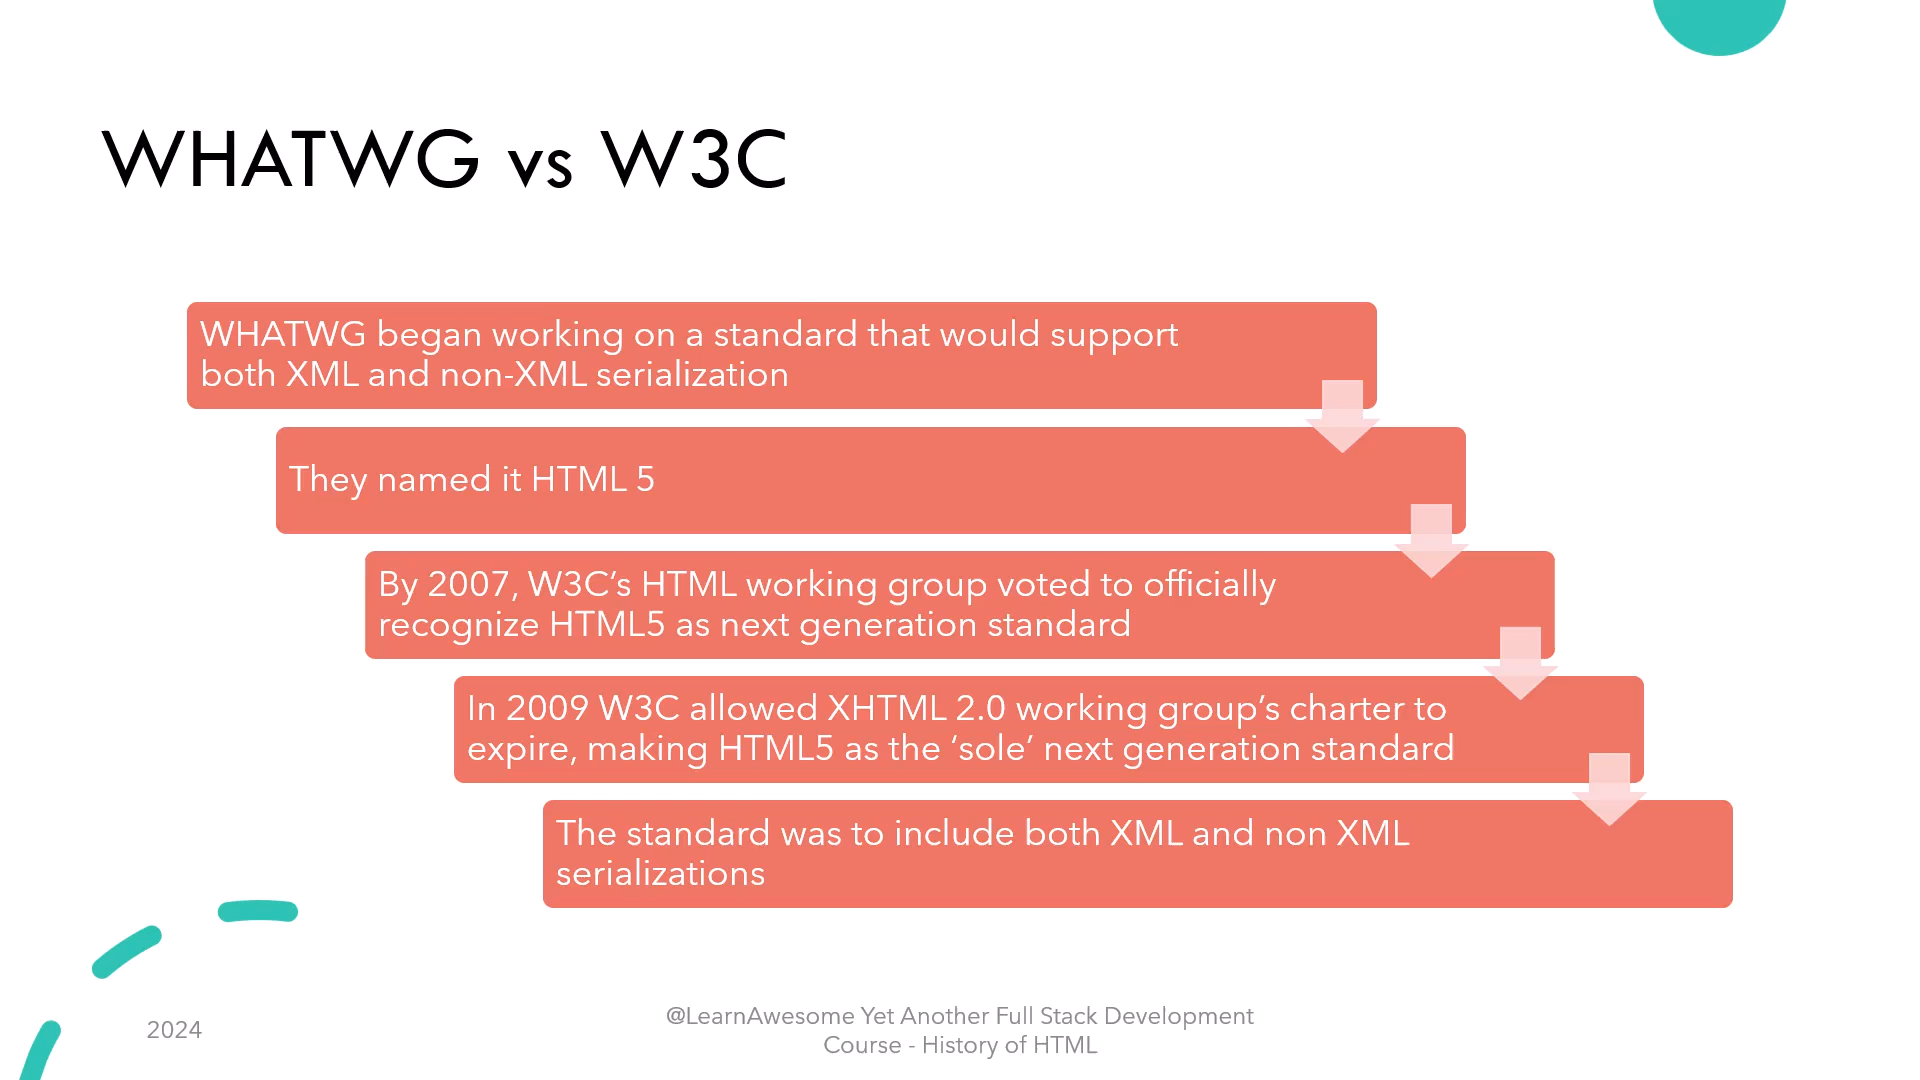 WHATWG vs W3C
WHATWG began working on a standard that would support
both XML and non-XML serialization
They named it HTML 5
By 2007, W3C’s HTML working group voted to officially
recognize HTML5 as next generation standard
In 2009 W3C allowed XHTML 2.0 working group’s charter to
expire, making HTML5 as the ‘sole’ next generation standard
The standard was to include both XML and non XML
serializations
2024
@LearnAwesome Yet Another Full Stack Development
Course - History of HTML